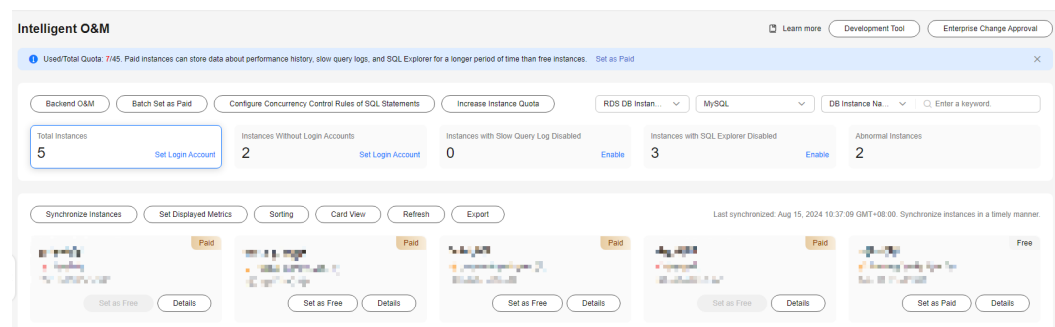 Intelligent O&M
Learn more
Development Tool
Enterprise Change Approval
Used/Total Quota: 7/45. Paid instances can store data about performance history, slow query logs, and SQL Explorer for a longer period of time than free instances. Set as Paid
Backend O&M
Batch Set as Paid
Configure Concurrency Control Rules of SQL Statements
Increase Instance Quota
RDS DB Instan...
MySQL
DB Instance Na...
Enter a keyword.
Total Instances
5
Set Login Account
Instances Without Login Accounts
2
Set Login Account
Instances with Slow Query Log Disabled
0
Enable
Instances with SQL Explorer Disabled
3
Enable
Abnormal Instances
2
Synchronize Instances
Set Displayed Metrics
Sorting
Card View
Refresh
Export
Last synchronized: Aug 15, 2024 10:37:09 GMT+08:00. Synchronize instances in a timely manner.
Paid
Set as Free
Details
Paid
Set as Free
Details
Paid
Set as Free
Details
Paid
Set as Free
Details
Free
Set as Paid
Details